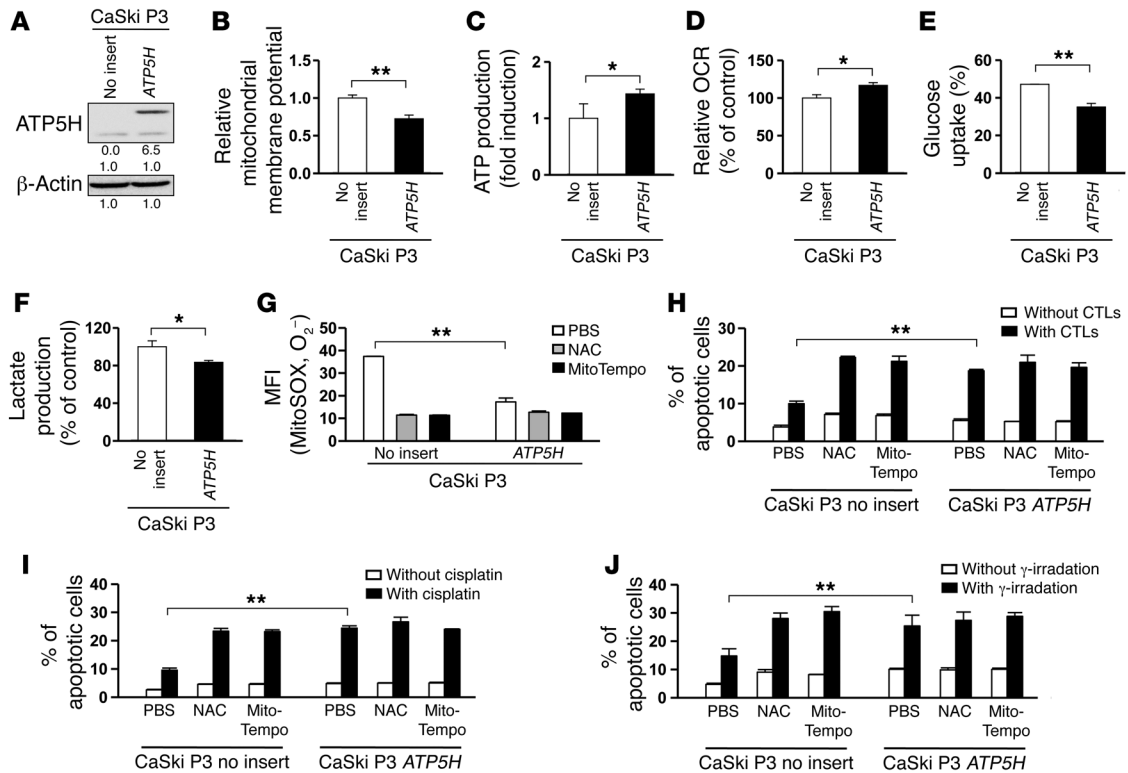 A
CaSki P3
No insert
ATP5H
ATP5H
0.0 6.5
1.0 1.0
β-Actin
1.0 1.0
B
Relative
mitochondrial
membrane potential
1.5
1.0
0.5
0.0
**
No
insert
ATP5H
CaSki P3
C
ATP production
(fold induction)
2
1
0
*
No
insert
ATP5H
CaSki P3
D
Relative OCR
(% of control)
150
100
50
0
*
No
insert
ATP5H
CaSki P3
E
Glucose
uptake (%)
60
40
20
0
**
No
insert
ATP5H
CaSki P3
F
Lactate
production
(% of control)
120
80
40
0
*
No
insert
ATP5H
CaSki P3
G
MFI
(MitoSOX, O₂⁻)
50
40
30
20
10
0
**
PBS
NAC
MitoTempo
No insert ATP5H
CaSki P3
H
% of
apoptotic cells
30
20
10
0
**
Without CTLs
With CTLs
PBS NAC Mito- PBS NAC Mito-
Tempo Tempo
CaSki P3 no insert CaSki P3 ATP5H
I
% of
apoptotic cells
40
30
20
10
0
**
Without cisplatin
With cisplatin
PBS NAC Mito- PBS NAC Mito-
Tempo Tempo
CaSki P3 no insert CaSki P3 ATP5H
J
% of
apoptotic cells
40
30
20
10
0
**
Without γ-irradiation
With γ-irradiation
PBS NAC Mito- PBS NAC Mito-
Tempo Tempo
CaSki P3 no insert CaSki P3 ATP5H